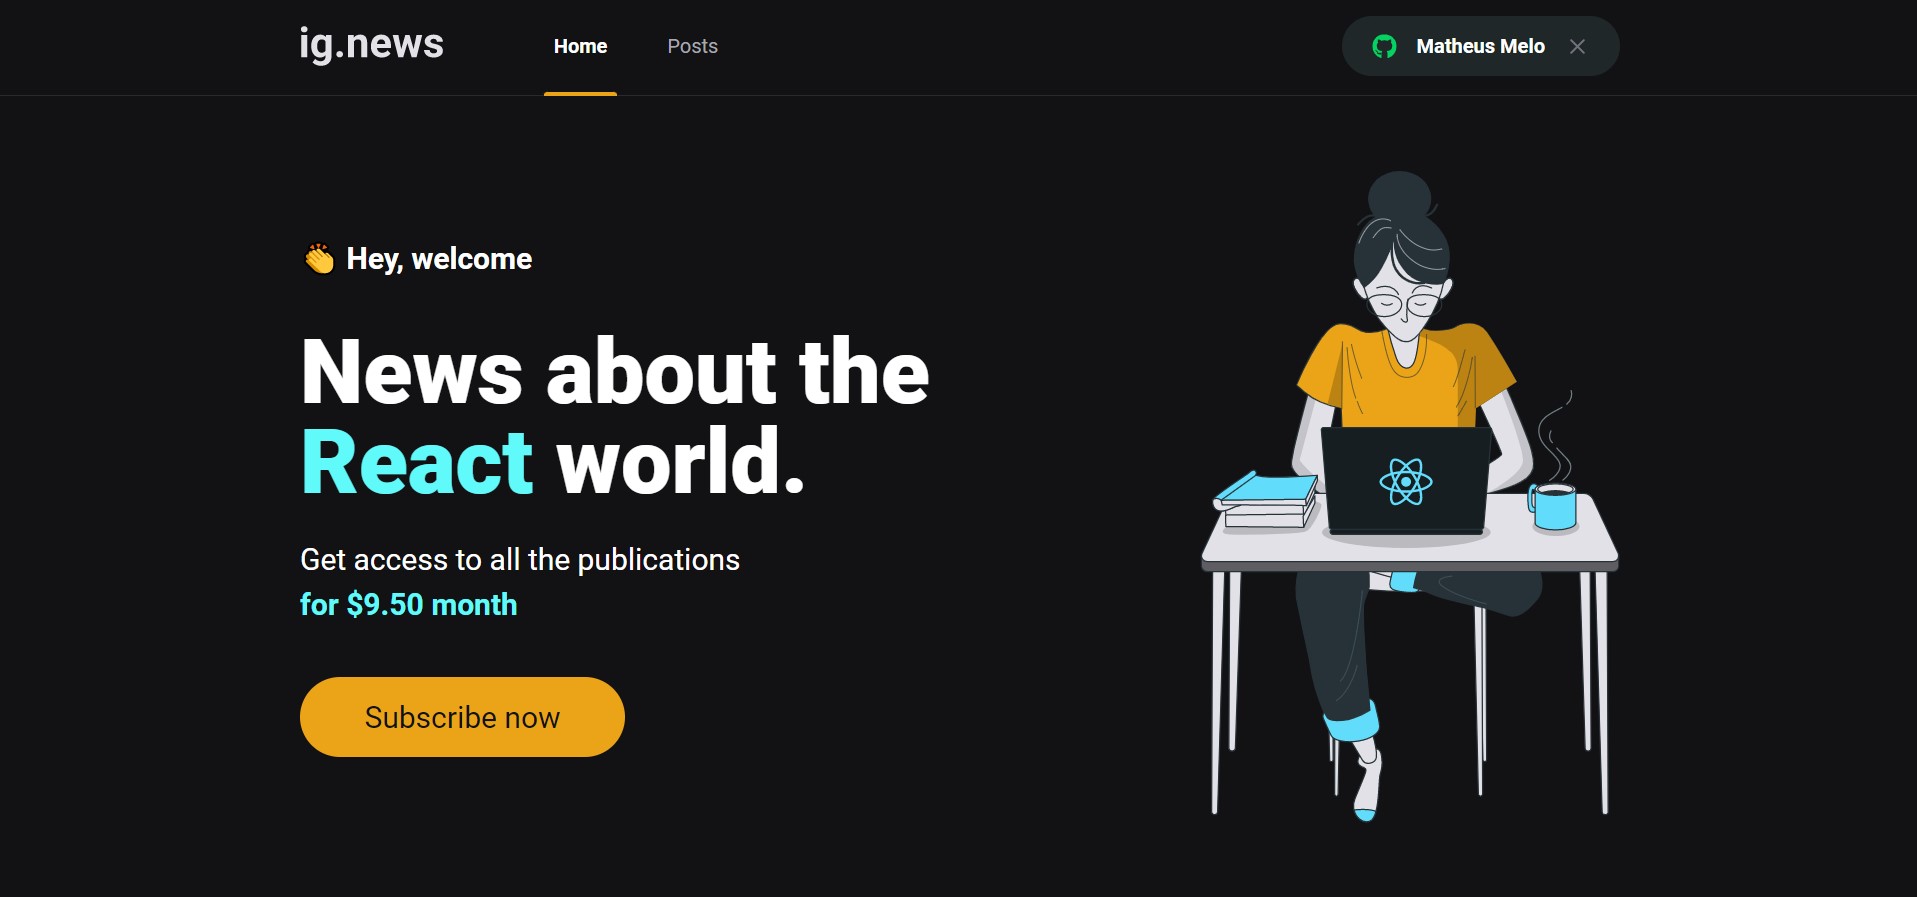 ig.news
Home
Posts
Matheus Melo
👏 Hey, welcome
News about the
React world.
Get access to all the publications
for $9.50 month
Subscribe now